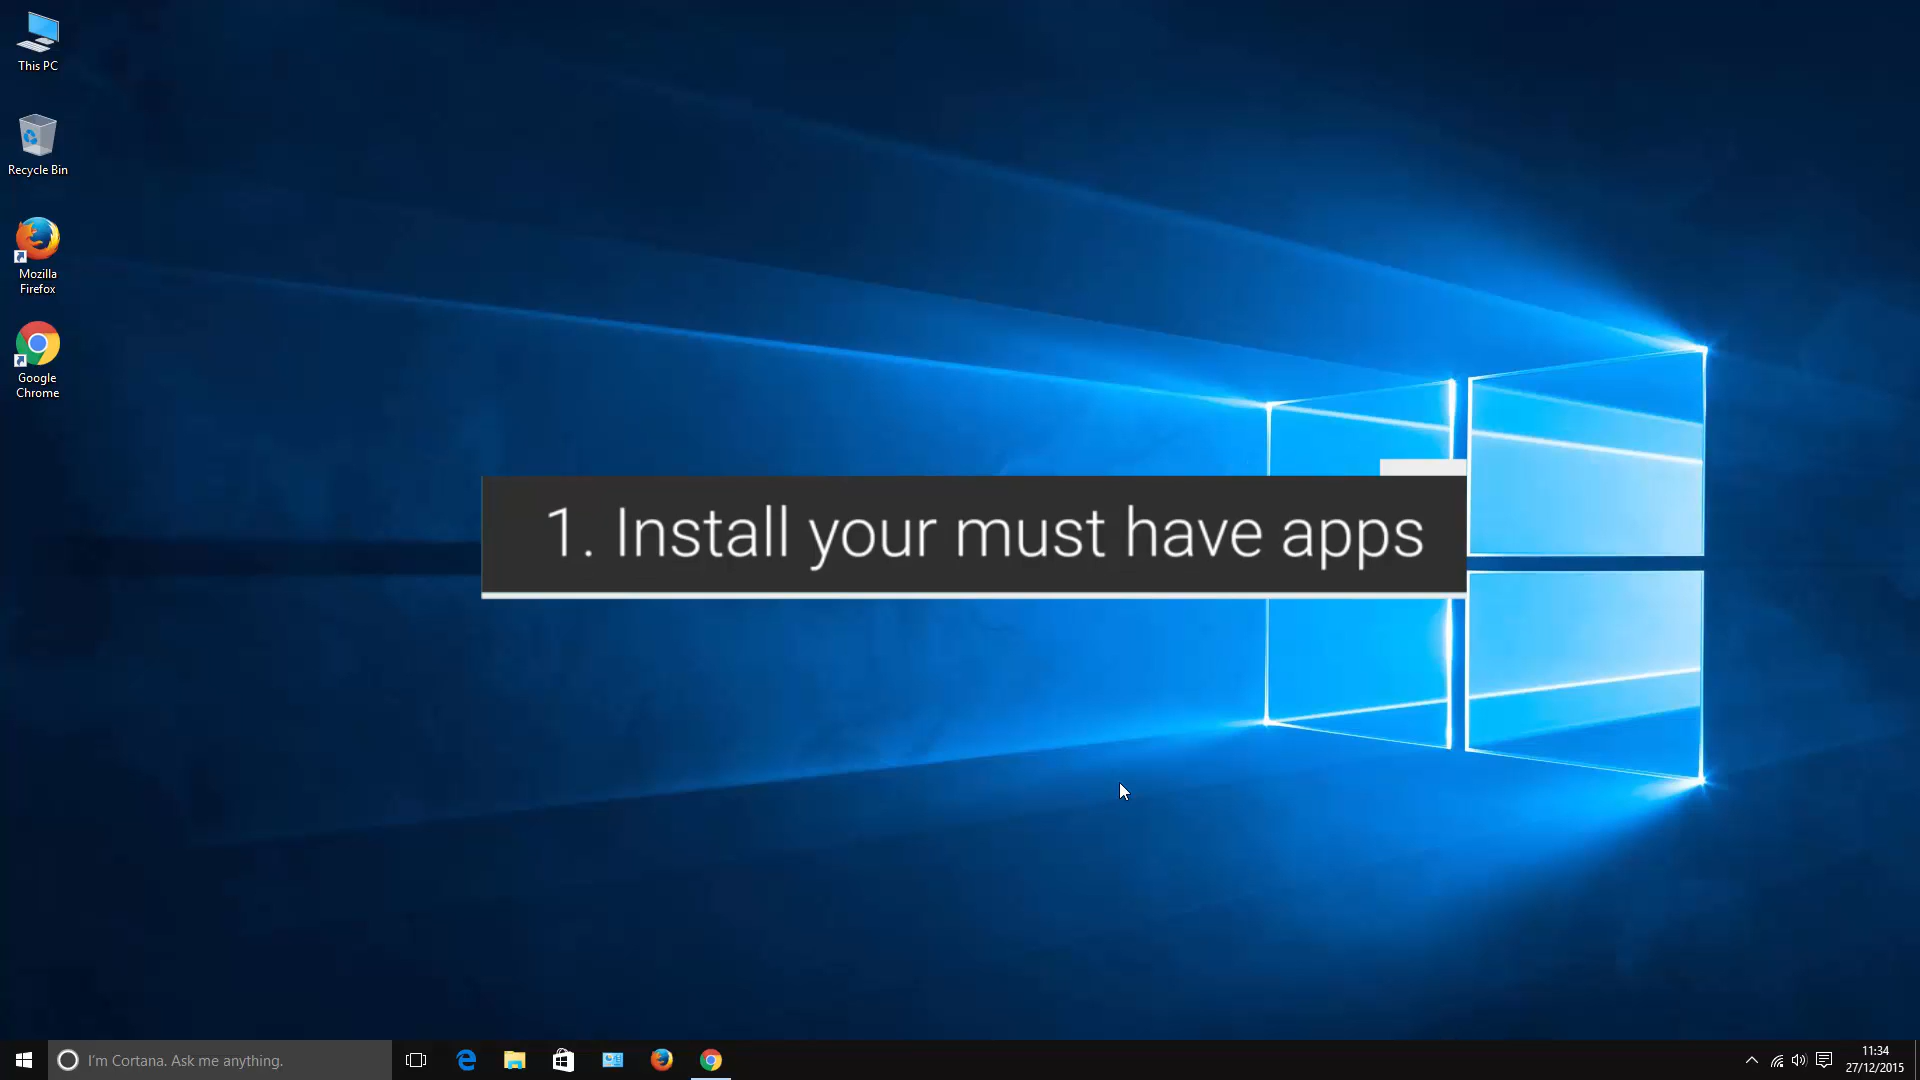 This PC
Recycle Bin
Mozilla
Firefox
Google
Chrome
1. Install your must have apps
I'm Cortana. Ask me anything.
11:34
27/12/2015